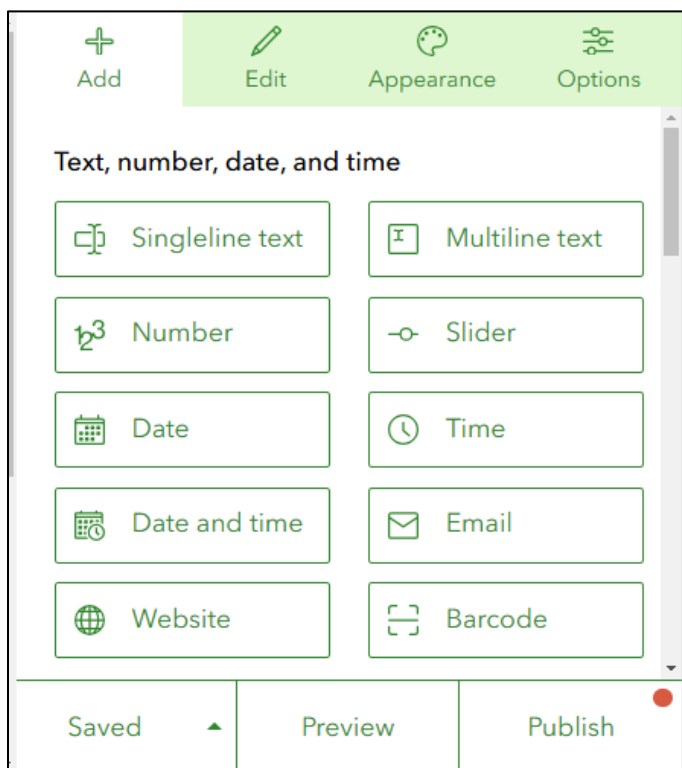 Add Edit Appearance Options
Text, number, date, and time
Singleline text Multiline text
123 Number Slider
Date Time
Date and time Email
Website Barcode
Saved Preview Publish